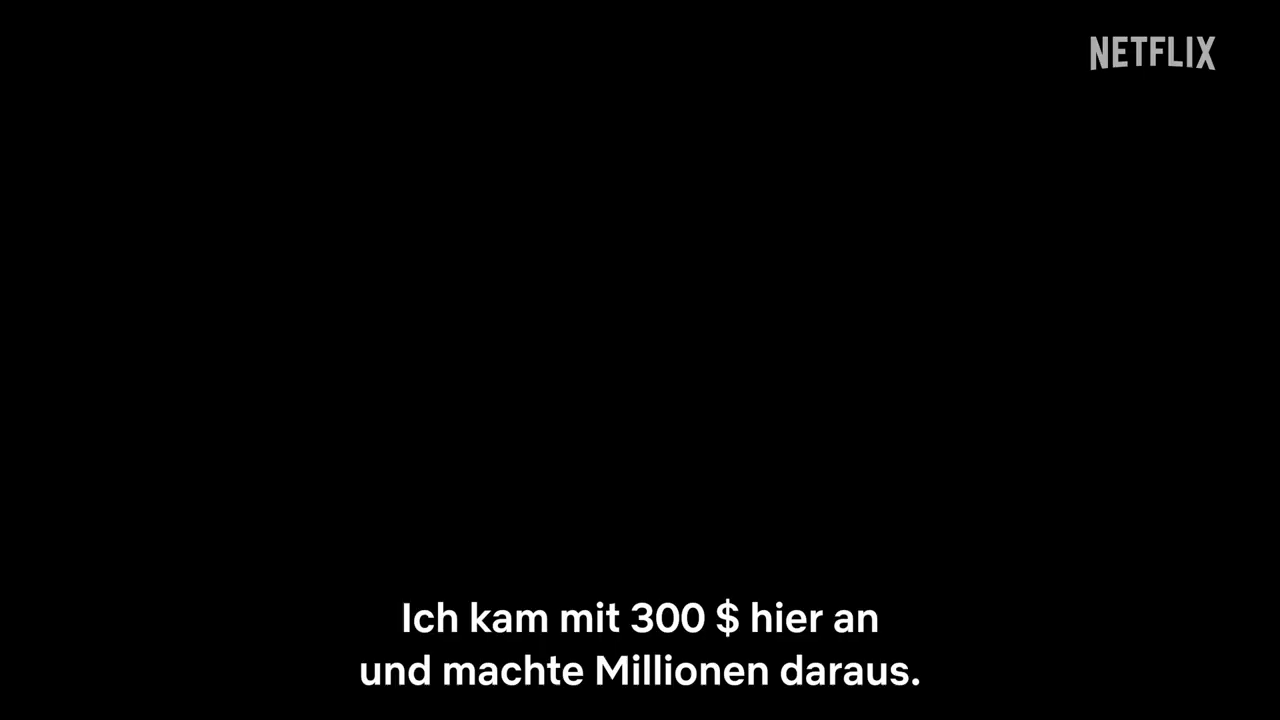 NETFLIX
Ich kam mit 300 $ hier an
und machte Millionen daraus.